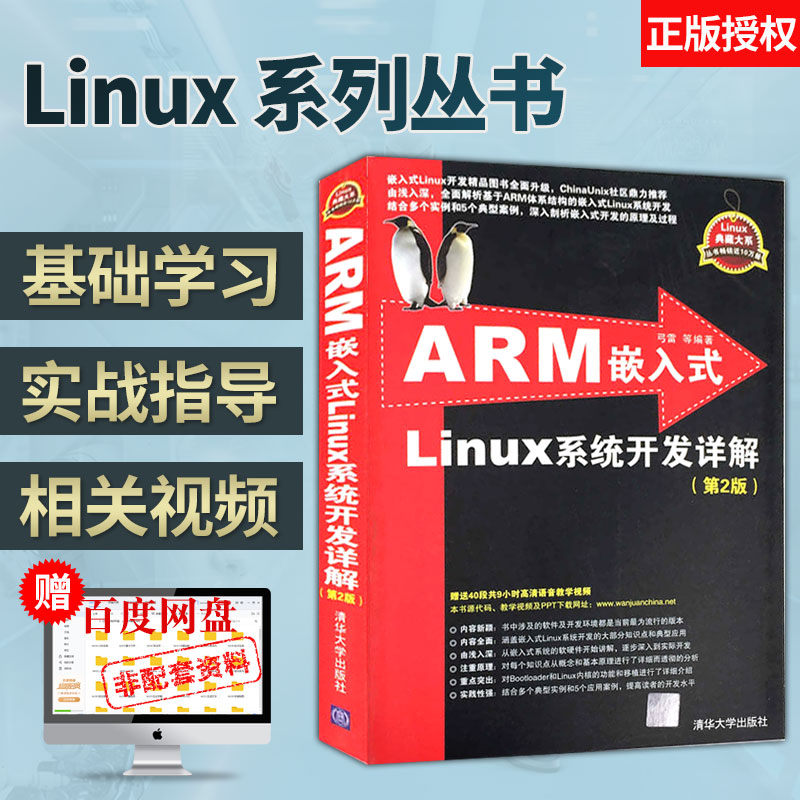 正版授权
Linux 系列丛书
基础学习
实战指导
相关视频
赠
百度网盘
非配套资料
ARM 嵌入式Linux系统开发详解
(第2版)
清华大学出版社
嵌入式Linux开发精品图书全面升级，ChinaUnix社区鼎力推荐
由浅入深，全面解析基于ARM体系结构的嵌入式Linux系统开发
结合多个实例和5个典型案例，深入剖析嵌入式开发的原理及过程
Linux
典藏大系
丛书畅销近10万册
弓雷 等编著
ARM嵌入式
Linux系统开发详解
(第2版)
赠送40段共9小时高清语音教学视频
本书源代码、教学视频及PPT下载网址：www.wanjuanchina.net
内容新颖：书中涉及的软件及开发环境都是当前最为流行的版本
内容全面：涵盖嵌入式Linux系统开发的大部分知识点和典型应用
由浅入深：从嵌入式系统的软硬件开始讲解，逐步深入到实际开发
注重原理：对每个知识点从概念和基本原理进行了详细而透彻的分析
重点突出：对Bootloader和Linux内核的功能和移植进行了详细介绍
实践性强：结合多个典型实例和5个应用案例，提高读者的开发水平
清华大学出版社